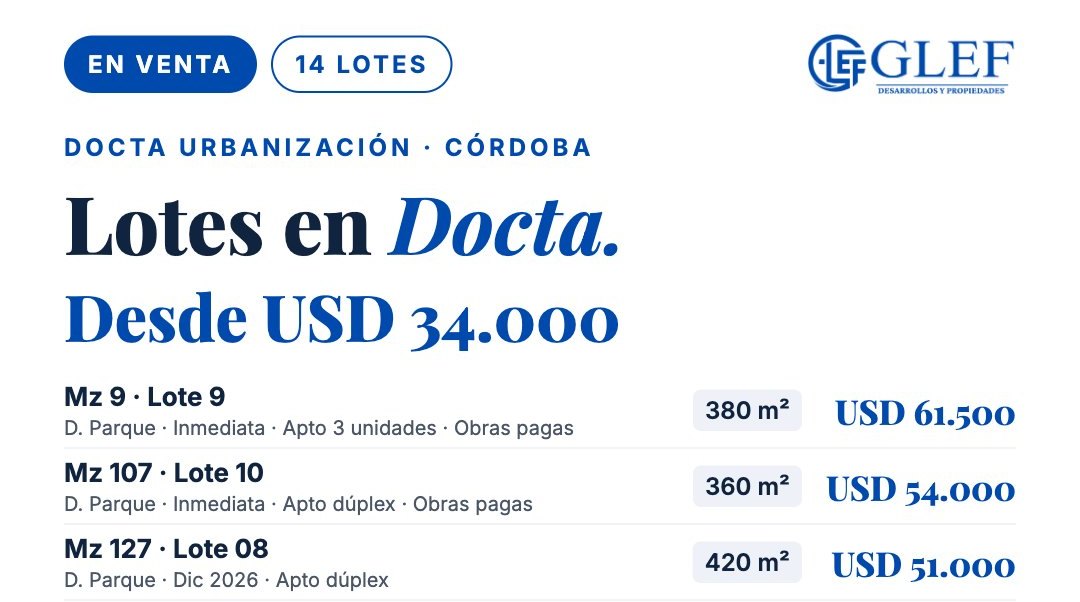 EN VENTA
14 LOTES
GLEF
DESARROLLOS Y PROPIEDADES
DOCTA URBANIZACIÓN · CÓRDOBA
Lotes en Docta.
Desde USD 34.000
Mz 9 · Lote 9
D. Parque · Inmediata · Apto 3 unidades · Obras pagas
380 m²
USD 61.500
Mz 107 · Lote 10
D. Parque · Inmediata · Apto dúplex · Obras pagas
360 m²
USD 54.000
Mz 127 · Lote 08
D. Parque · Dic 2026 · Apto dúplex
420 m²
USD 51.000